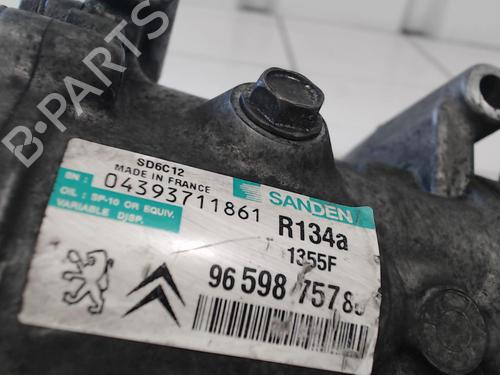 B-PARTS
SD6C12
MADE IN FRANCE
SN : 04393711861
OIL : SP-10 OR EQUIV.
VARIABLE DISP.
SANDEN
R134a
1355F
96 598 757 8